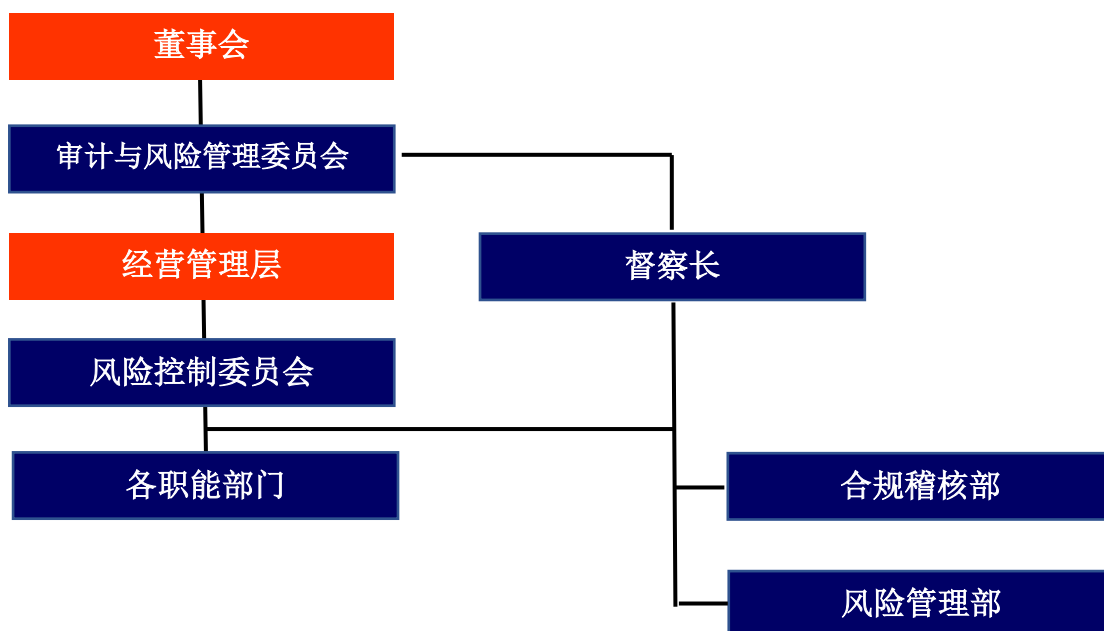 董事会
审计与风险管理委员会
经营管理层
督察长
风险控制委员会
各职能部门
合规稽核部
风险管理部